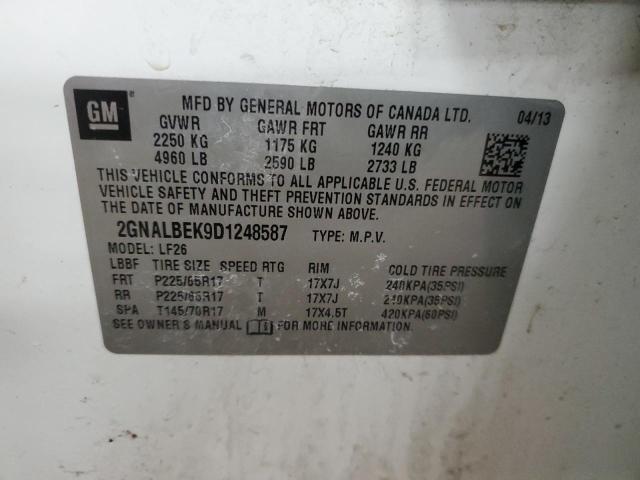 GM
MFD BY GENERAL MOTORS OF CANADA LTD. 04/13
GVWR GAWR FRT GAWR RR
2250 KG 1175 KG 1240 KG
4960 LB 2590 LB 2733 LB
THIS VEHICLE CONFORMS TO ALL APPLICABLE U.S. FEDERAL MOTOR
VEHICLE SAFETY AND THEFT PREVENTION STANDARDS IN EFFECT ON
THE DATE OF MANUFACTURE SHOWN ABOVE.
2GNALBEK9D1248587 TYPE: M.P.V.
MODEL: LF26
LBBF TIRE SIZE SPEED RTG RIM COLD TIRE PRESSURE
FRT P225/65R17 T 17X7J 240KPA(35PSI)
RR P225/65R17 T 17X7J 240KPA(35PSI)
SPA T145/70R17 M 17X4.5T 420KPA(60PSI)
SEE OWNER'S MANUAL FOR MORE INFORMATION.